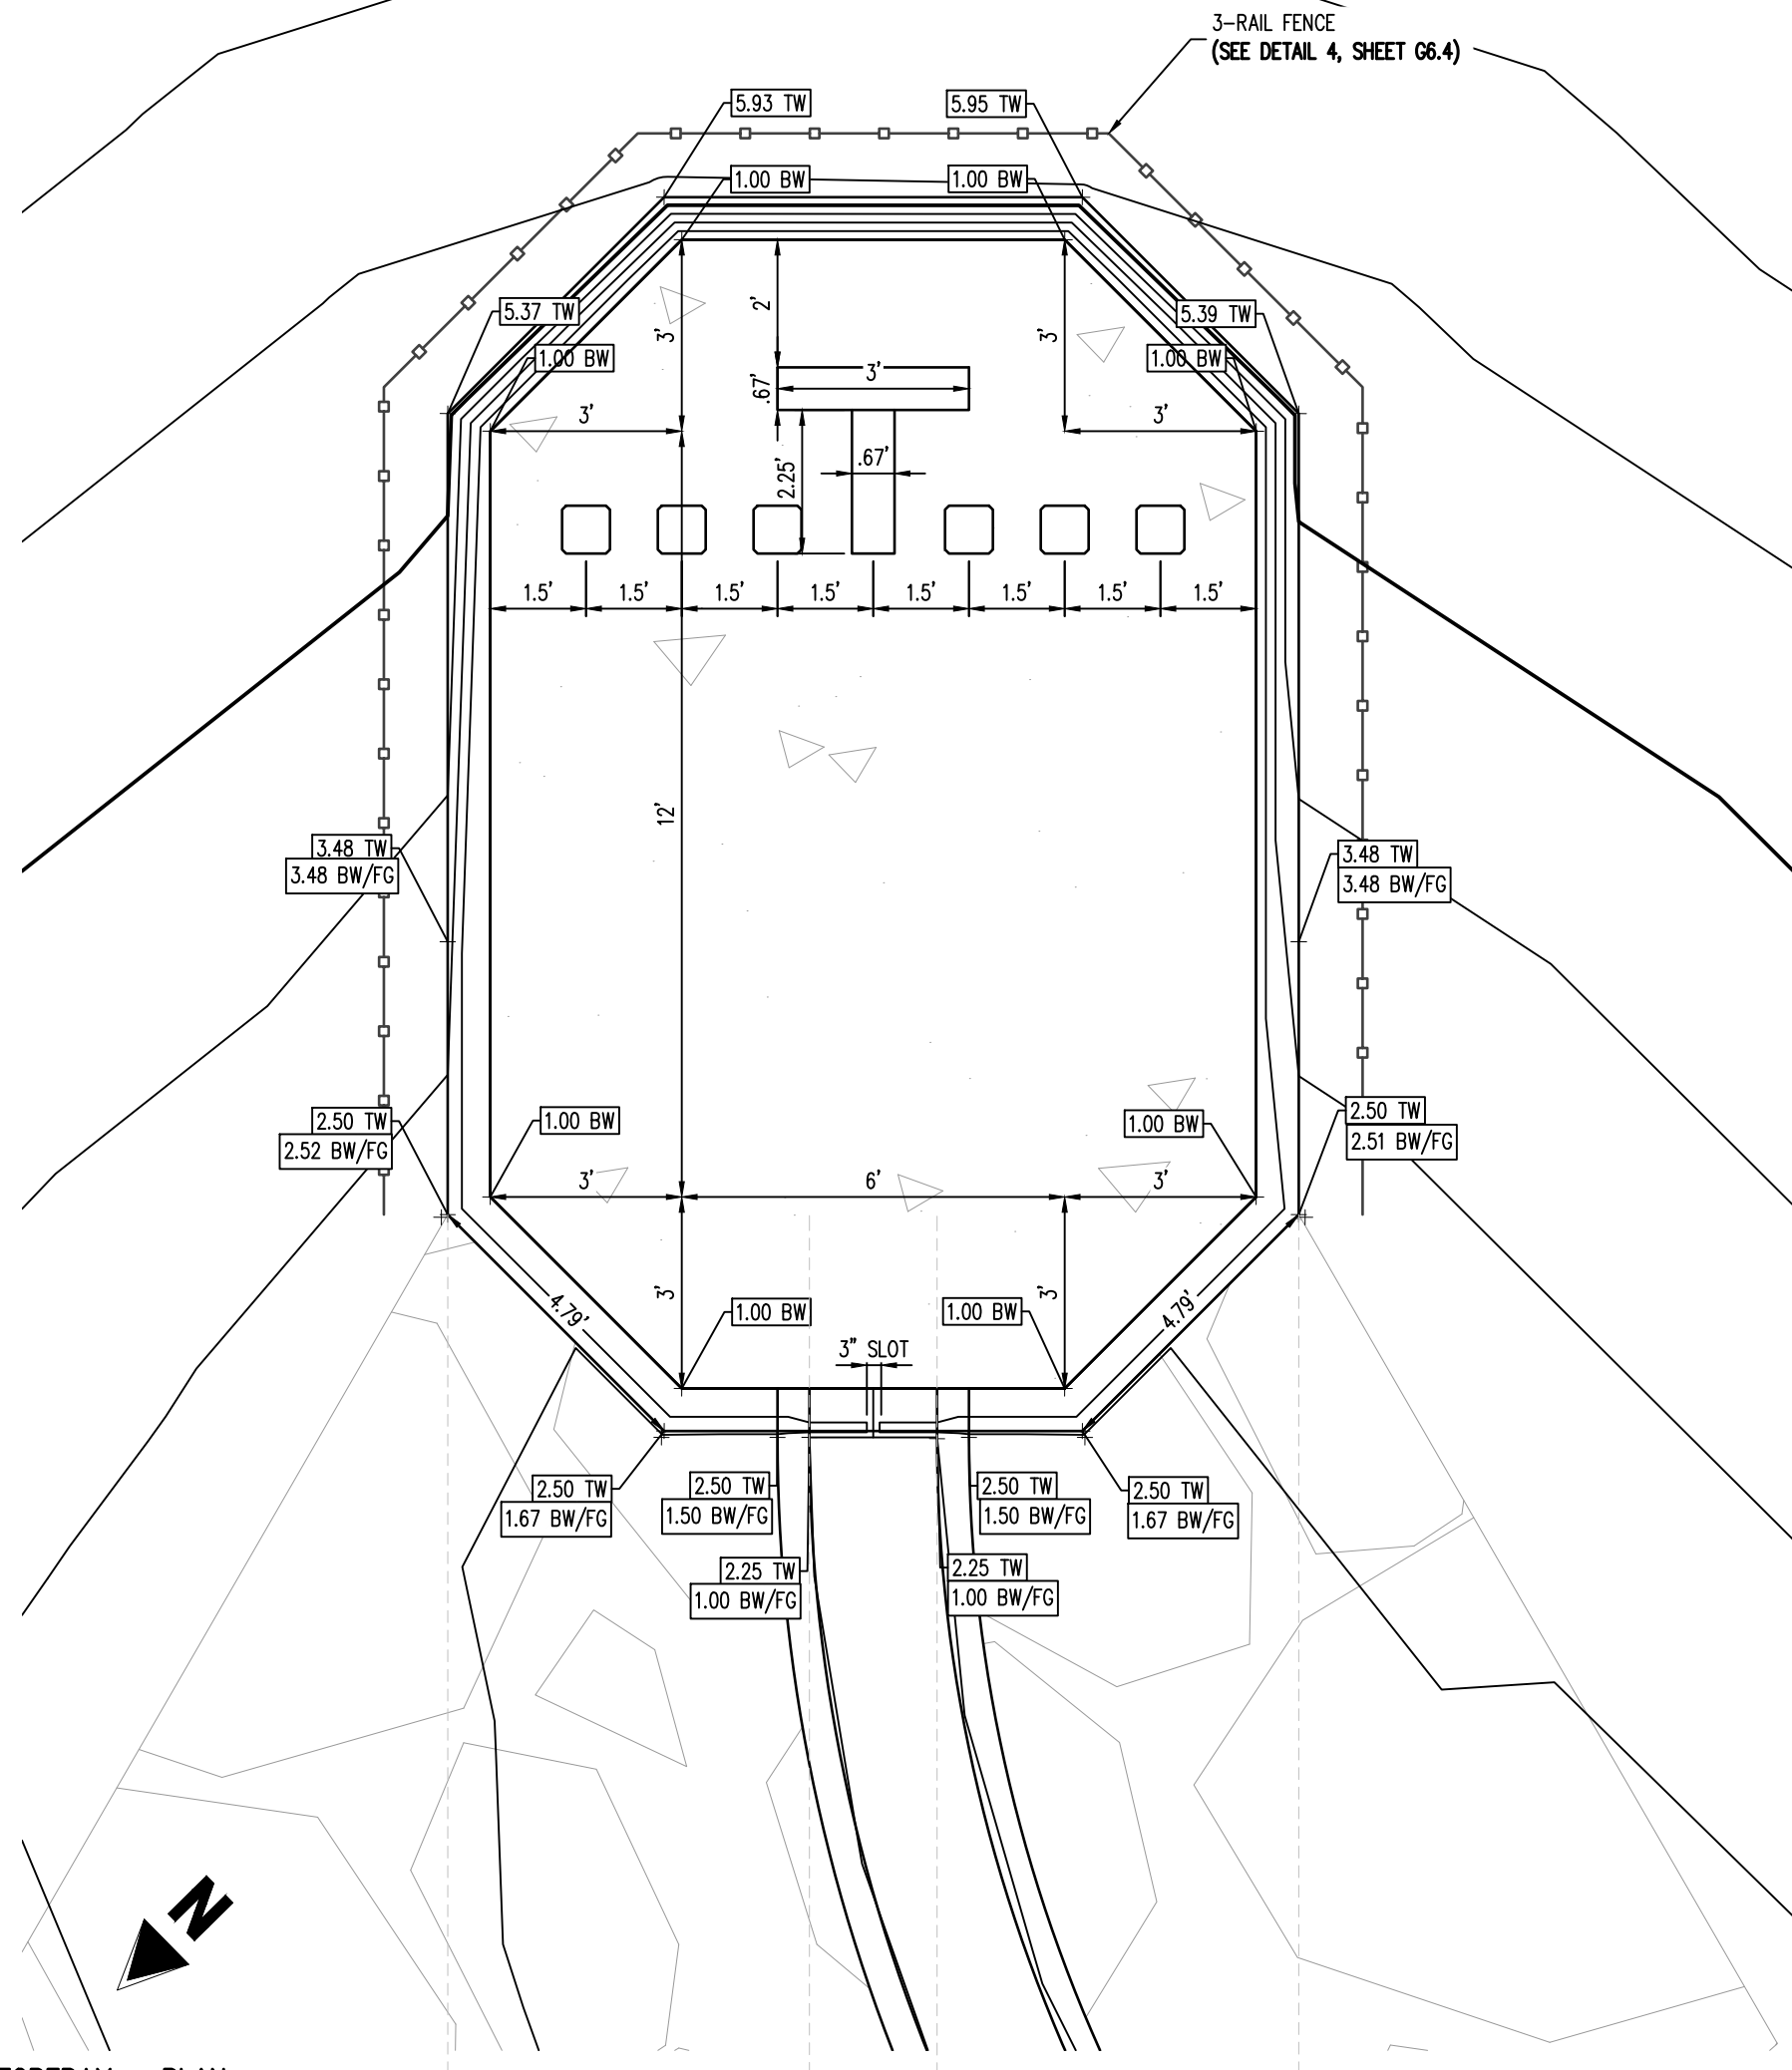 3-RAIL FENCE
(SEE DETAIL 4, SHEET G6.4)
5.93 TW
5.95 TW
1.00 BW
1.00 BW
5.37 TW
5.39 TW
2'
3'
3'
1.00 BW
1.00 BW
3'
.67'
3'
3'
2.25'
.67'
1.5'
1.5'
1.5'
1.5'
1.5'
1.5'
1.5'
1.5'
12'
3.48 TW
3.48 BW/FG
3.48 TW
3.48 BW/FG
2.50 TW
2.52 BW/FG
1.00 BW
1.00 BW
2.50 TW
2.51 BW/FG
3'
6'
3'
3'
3'
4.79'
4.79'
1.00 BW
1.00 BW
3" SLOT
2.50 TW
1.67 BW/FG
2.50 TW
1.50 BW/FG
2.50 TW
1.50 BW/FG
2.50 TW
1.67 BW/FG
2.25 TW
1.00 BW/FG
2.25 TW
1.00 BW/FG
N